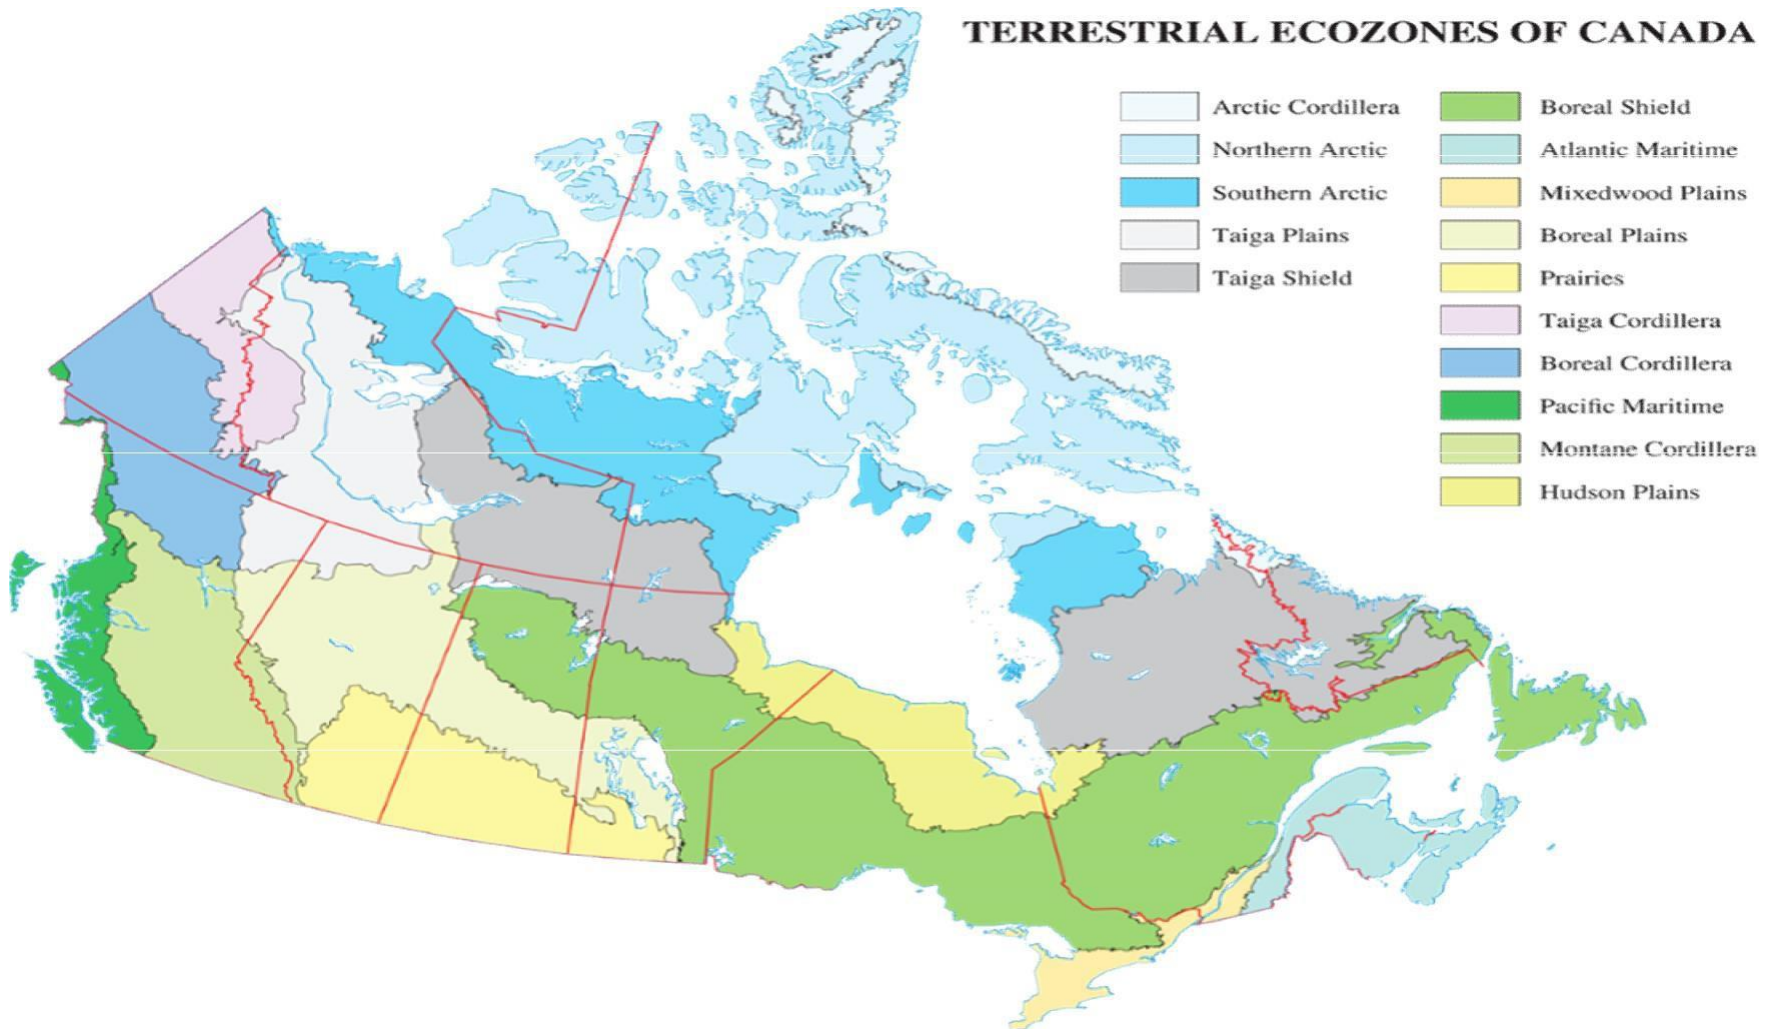 TERRESTRIAL ECOZONES OF CANADA
Arctic Cordillera
Northern Arctic
Southern Arctic
Taiga Plains
Taiga Shield
Boreal Shield
Atlantic Maritime
Mixedwood Plains
Boreal Plains
Prairies
Taiga Cordillera
Boreal Cordillera
Pacific Maritime
Montane Cordillera
Hudson Plains